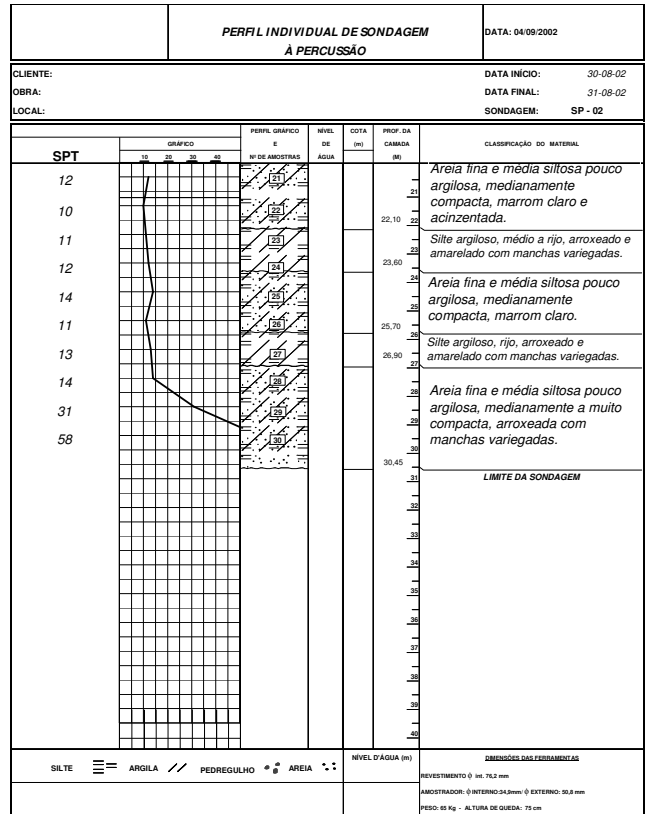 PERFIL INDIVIDUAL DE SONDAGEM
À PERCUSSÃO
DATA: 04/09/2002
CLIENTE:
OBRA:
LOCAL:
DATA INÍCIO: 30-08-02
DATA FINAL: 31-08-02
SONDAGEM: SP - 02
SPT
GRÁFICO
10 20 30 40
PERFIL GRÁFICO
E
Nº DE AMOSTRAS
NÍVEL
DE
ÁGUA
COTA
(m)
PROF. DA
CAMADA
(M)
CLASSIFICAÇÃO DO MATERIAL
12
10
11
12
14
11
13
14
31
58
21
22
23
24
25
26
27
28
29
30
22,10
23,60
25,70
26,90
30,45
21
22
23
24
25
26
27
28
29
30
31
32
33
34
35
36
37
38
39
40
Areia fina e média siltosa pouco
argilosa, medianamente
compacta, marrom claro e
acinzentada.
Silte argiloso, médio a rijo, arroxeado e
amarelado com manchas variegadas.
Areia fina e média siltosa pouco
argilosa, medianamente
compacta, marrom claro.
Silte argiloso, rijo, arroxeado e
amarelado com manchas variegadas.
Areia fina e média siltosa pouco
argilosa, medianamente a muito
compacta, arroxeada com
manchas variegadas.
LIMITE DA SONDAGEM
SILTE ARGILA PEDREGULHO AREIA
NÍVEL D'ÁGUA (m)
DIMENSÕES DAS FERRAMENTAS
REVESTIMENTO ϕ int. 76,2 mm
AMOSTRADOR: ϕ INTERNO:34,9mm/ ϕ EXTERNO: 50,8 mm
PESO: 65 Kg - ALTURA DE QUEDA: 75 cm